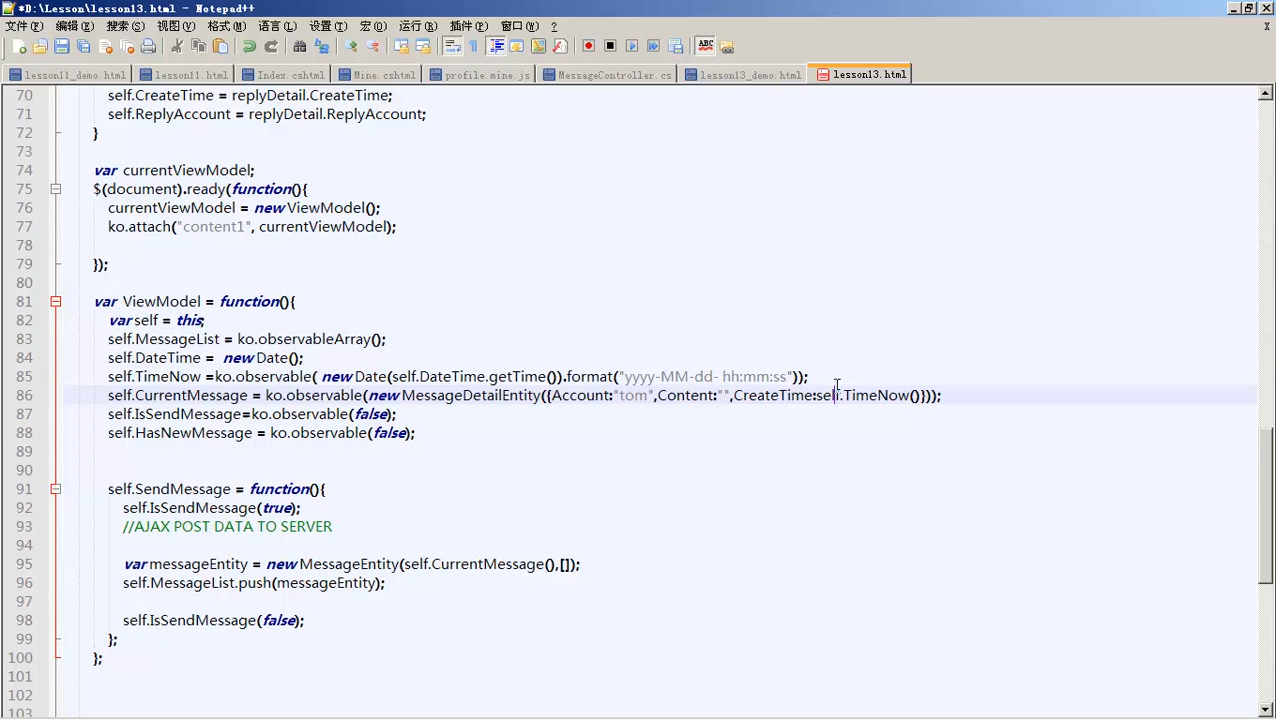 *D:\Lesson\lesson13.html - Notepad++
文件(F) 编辑(E) 搜索(S) 视图(V) 格式(M) 语言(L) 设置(T) 宏(O) 运行(R) 插件(P) 窗口(W) ?
lesson11_demo.html lesson11.html Index.cshtml Mine.cshtml profile.mine.js MessageController.cs lesson13_demo.html lesson13.html
70 self.CreateTime = replyDetail.CreateTime;
71 self.ReplyAccount = replyDetail.ReplyAccount;
72 }
73
74 var currentViewModel;
75 $(document).ready(function(){
76 currentViewModel = new ViewModel();
77 ko.attach("content1", currentViewModel);
78
79 });
80
81 var ViewModel = function(){
82 var self = this;
83 self.MessageList = ko.observableArray();
84 self.DateTime = new Date();
85 self.TimeNow =ko.observable( new Date(self.DateTime.getTime()).format("yyyy-MM-dd- hh:mm:ss"));
86 self.CurrentMessage = ko.observable(new MessageDetailEntity({Account:"tom",Content:"",CreateTime:self.TimeNow()}));
87 self.IsSendMessage=ko.observable(false);
88 self.HasNewMessage = ko.observable(false);
89
90
91 self.SendMessage = function(){
92 self.IsSendMessage(true);
93 //AJAX POST DATA TO SERVER
94
95 var messageEntity = new MessageEntity(self.CurrentMessage(),[]);
96 self.MessageList.push(messageEntity);
97
98 self.IsSendMessage(false);
99 };
100 };
101
102
103